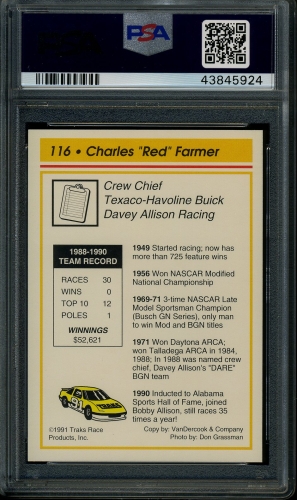 PSA
43845924
116 • Charles "Red" Farmer
Crew Chief
Texaco-Havoline Buick
Davey Allison Racing
1988-1990
TEAM RECORD
RACES 30
WINS 0
TOP 10 12
POLES 1
WINNINGS
$52,621
1949 Started racing; now has
more than 725 feature wins
1956 Won NASCAR Modified
National Championship
1969-71 3-time NASCAR Late
Model Sportsman Champion
(Busch GN Series), only man
to win Mod and BGN titles
1971 Won Daytona ARCA;
won Talladega ARCA in 1984,
1988; In 1988 was named crew
chief, Davey Allison's "DARE"
BGN team
1990 Inducted to Alabama
Sports Hall of Fame, joined
Bobby Allison, still races 35
times a year!
©1991 Traks Race
Products, Inc.
Copy by: VanDercook & Company
Photo by: Don Grassman